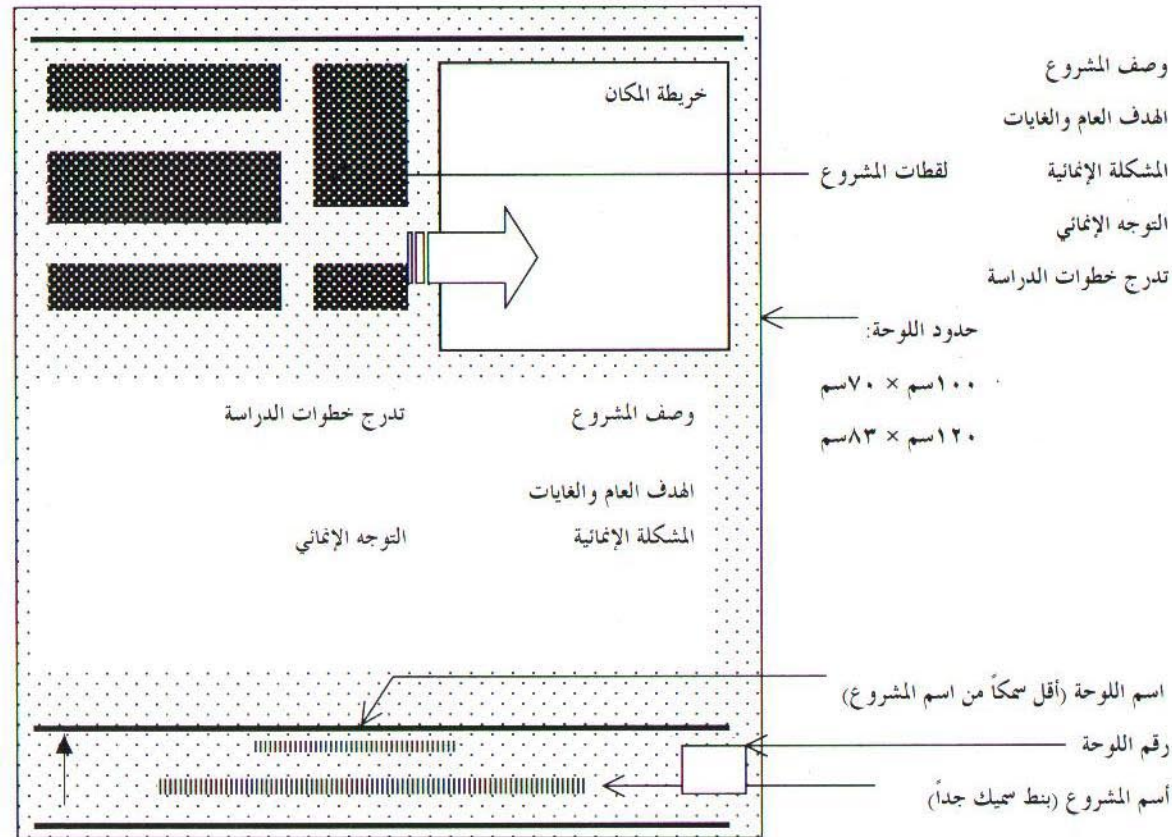 وصف المشروع
الهدف العام والغايات
المشكلة الإنمائية
لقطات المشروع
التوجه الإنمائي
تدرج خطوات الدراسة
حدود اللوحة:
١٠٠سم × ٧٠سم
١٢٠سم × ٨٣سم
خريطة المكان
وصف المشروع
تدرج خطوات الدراسة
الهدف العام والغايات
المشكلة الإنمائية
التوجه الإنمائي
اسم اللوحة (أقل سمكاً من اسم المشروع)
رقم اللوحة
أسم المشروع (بنط سميك جداً)